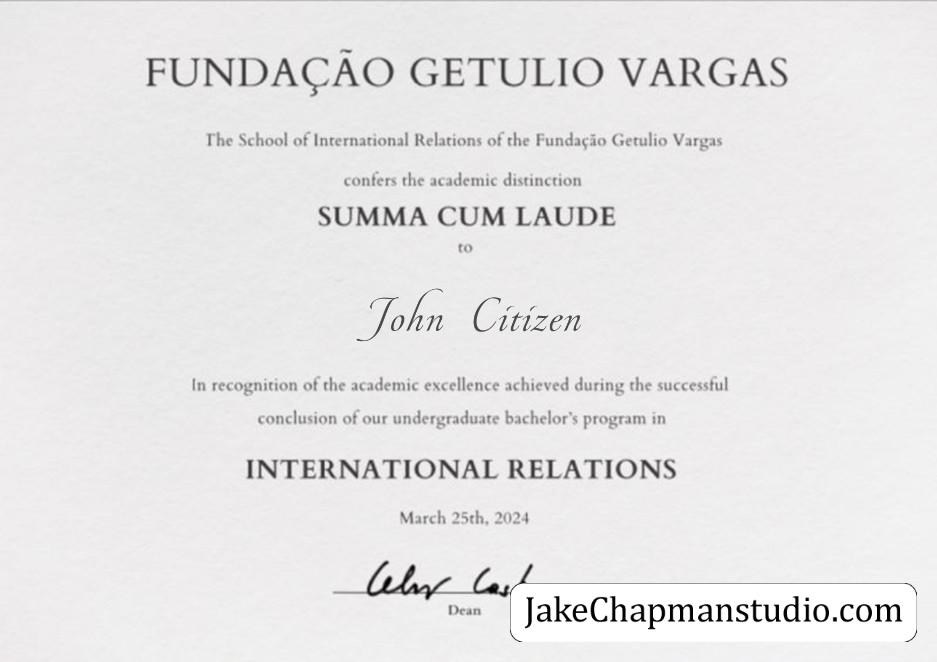 FUNDAÇÃO GETULIO VARGAS
The School of International Relations of the Fundação Getulio Vargas
confers the academic distinction
SUMMA CUM LAUDE
to
John Citizen
In recognition of the academic excellence achieved during the successful
conclusion of our undergraduate bachelor's program in
INTERNATIONAL RELATIONS
March 25th, 2024
Dean
JakeChapmanstudio.com